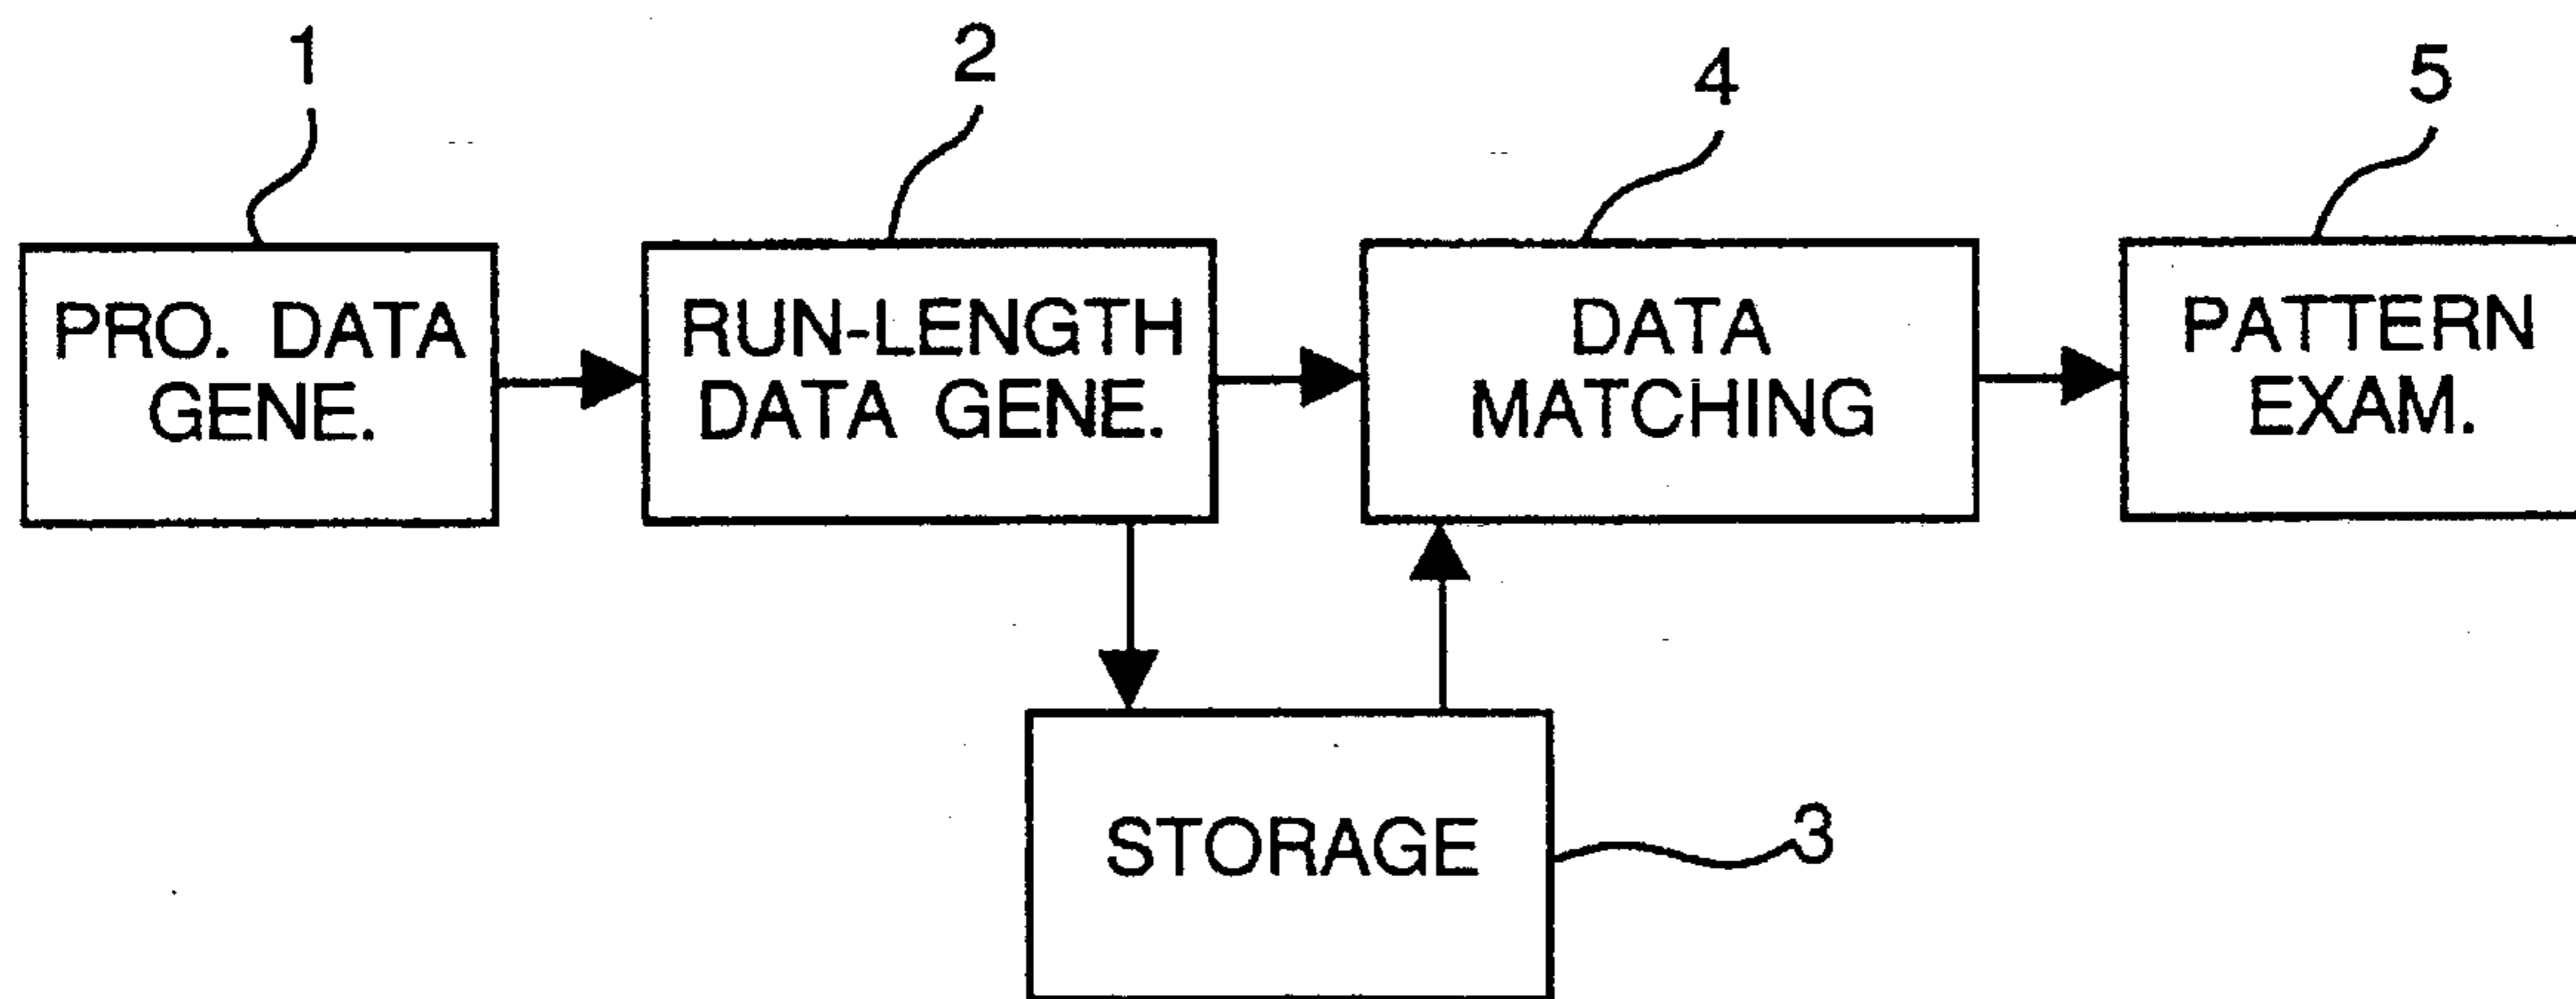 1
2
4
5
PRO. DATA
GENE.
RUN-LENGTH
DATA GENE.
DATA
MATCHING
PATTERN
EXAM.
STORAGE
3